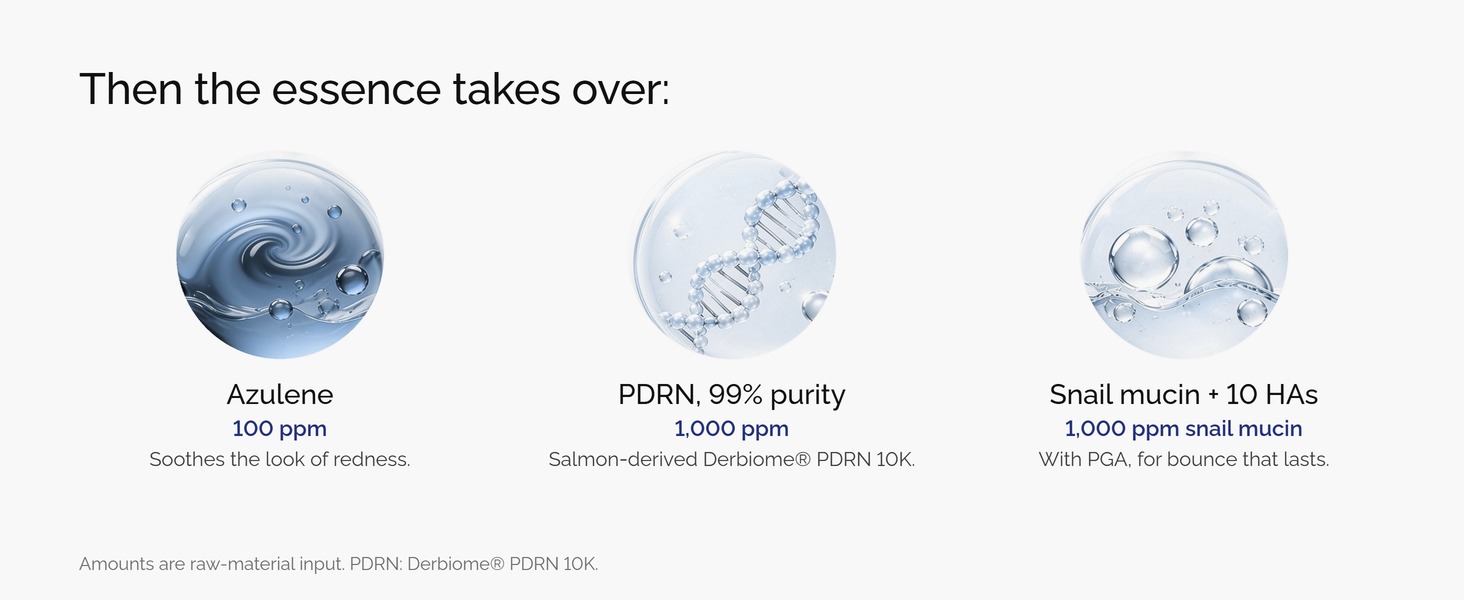 Then the essence takes over:
Azulene
100 ppm
Soothes the look of redness.
PDRN, 99% purity
1,000 ppm
Salmon-derived Derbiome® PDRN 10K.
Snail mucin + 10 HAs
1,000 ppm snail mucin
With PGA, for bounce that lasts.
Amounts are raw-material input. PDRN: Derbiome® PDRN 10K.